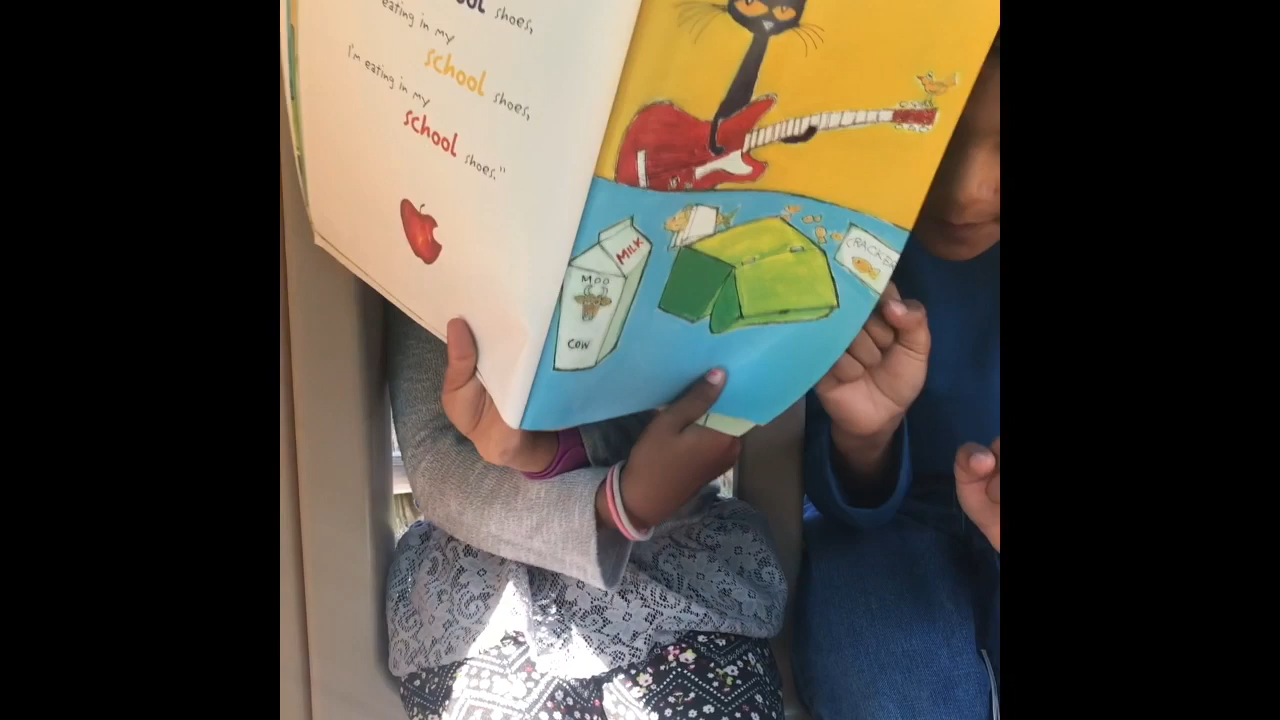 shoes,
eating in my
school shoes,
I'm eating in my
school shoes."
MILK
MOO
COW